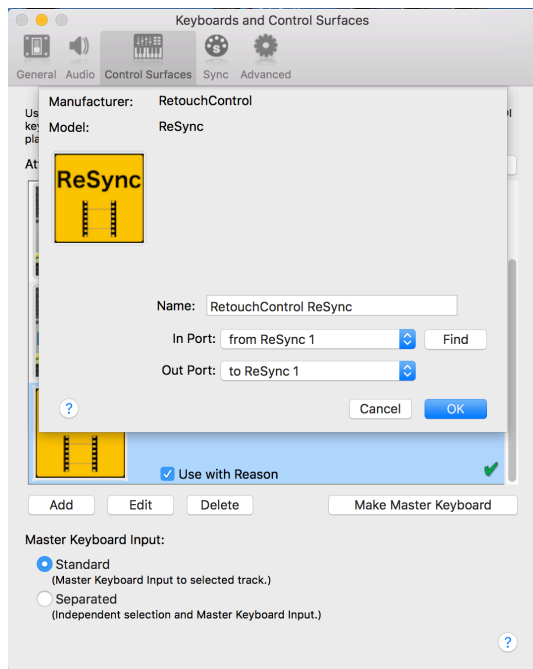 Keyboards and Control Surfaces
General Audio Control Surfaces Sync Advanced
Manufacturer: RetouchControl
Model: ReSync
ReSync
Name: RetouchControl ReSync
In Port: from ReSync 1 Find
Out Port: to ReSync 1
? Cancel OK
Use with Reason
Add Edit Delete Make Master Keyboard
Master Keyboard Input:
Standard
(Master Keyboard Input to selected track.)
Separated
(Independent selection and Master Keyboard Input.)
?